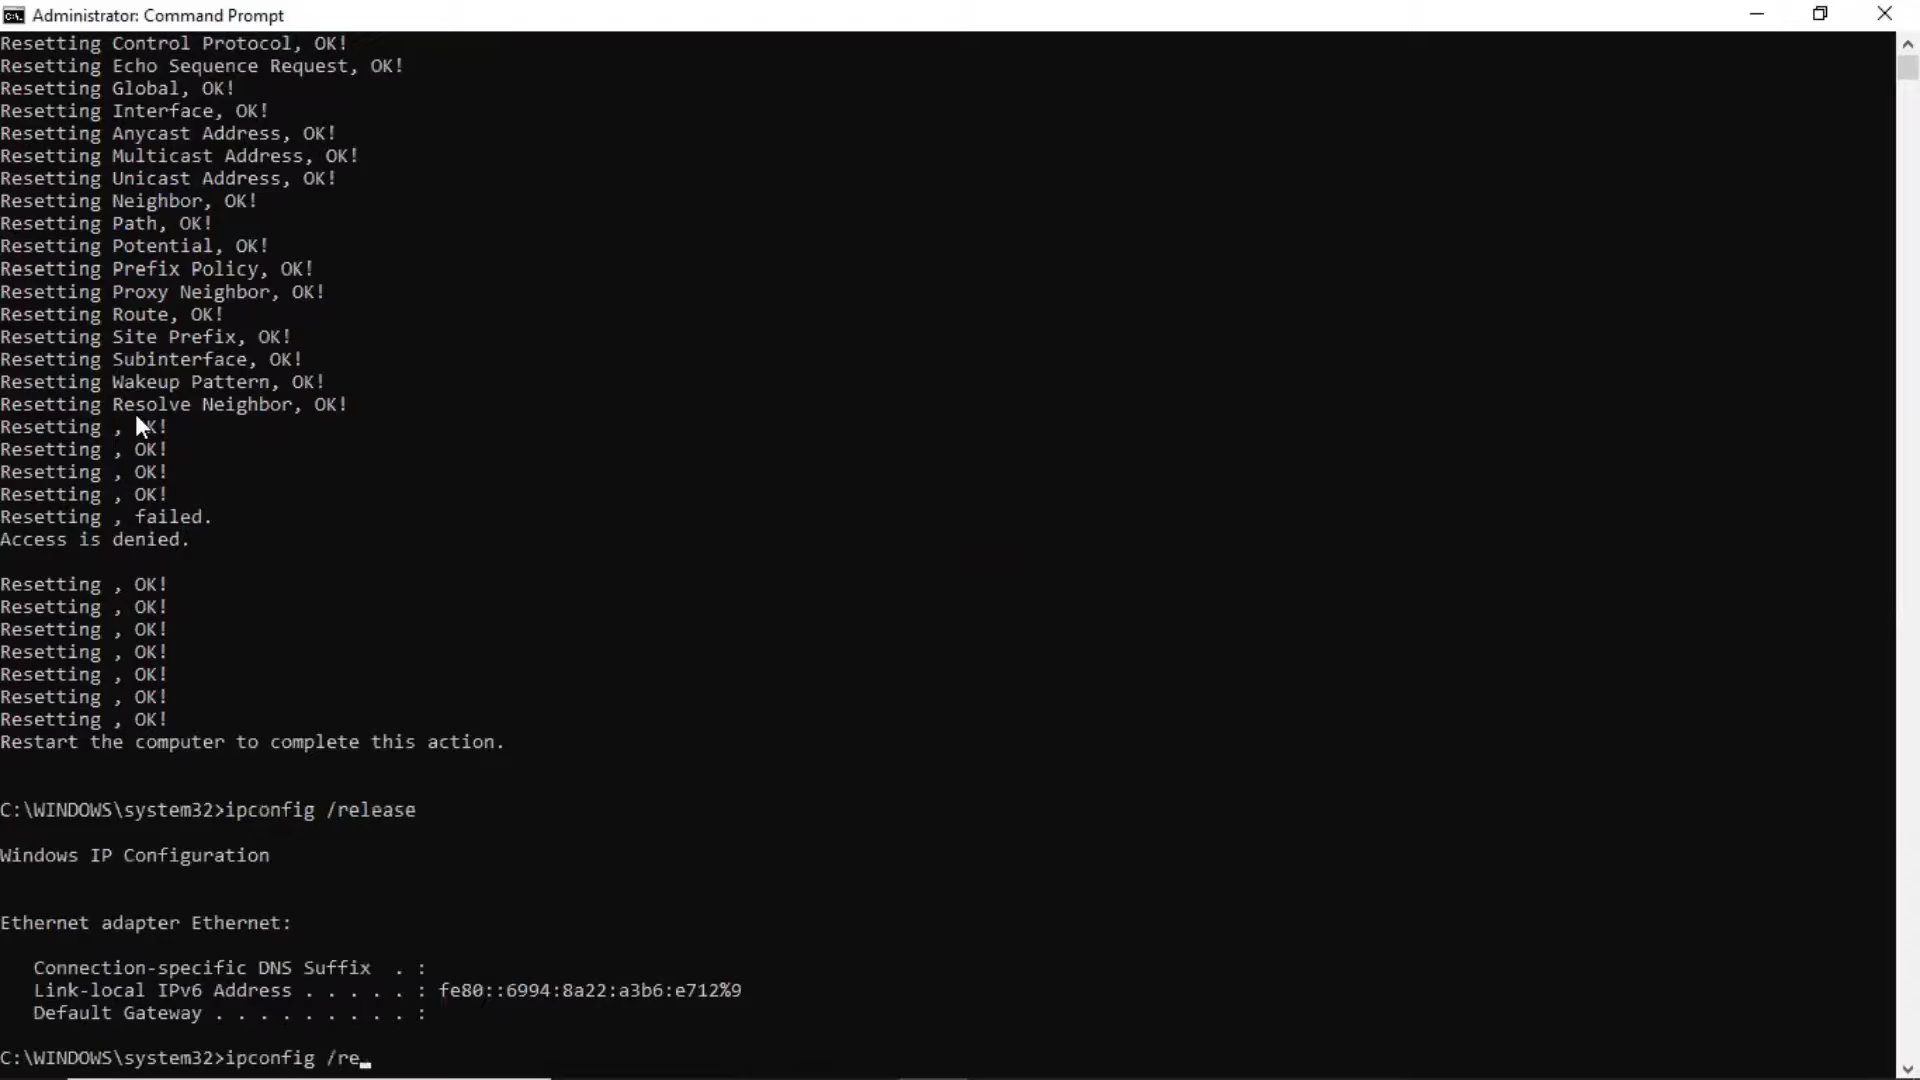 Administrator: Command Prompt
Resetting Control Protocol, OK!
Resetting Echo Sequence Request, OK!
Resetting Global, OK!
Resetting Interface, OK!
Resetting Anycast Address, OK!
Resetting Multicast Address, OK!
Resetting Unicast Address, OK!
Resetting Neighbor, OK!
Resetting Path, OK!
Resetting Potential, OK!
Resetting Prefix Policy, OK!
Resetting Proxy Neighbor, OK!
Resetting Route, OK!
Resetting Site Prefix, OK!
Resetting Subinterface, OK!
Resetting Wakeup Pattern, OK!
Resetting Resolve Neighbor, OK!
Resetting , OK!
Resetting , OK!
Resetting , OK!
Resetting , OK!
Resetting , failed.
Access is denied.
Resetting , OK!
Resetting , OK!
Resetting , OK!
Resetting , OK!
Resetting , OK!
Resetting , OK!
Resetting , OK!
Restart the computer to complete this action.
C:\WINDOWS\system32>ipconfig /release
Windows IP Configuration
Ethernet adapter Ethernet:
Connection-specific DNS Suffix . :
Link-local IPv6 Address . . . . . : fe80::6994:8a22:a3b6:e712%9
Default Gateway . . . . . . . . . :
C:\WINDOWS\system32>ipconfig /re